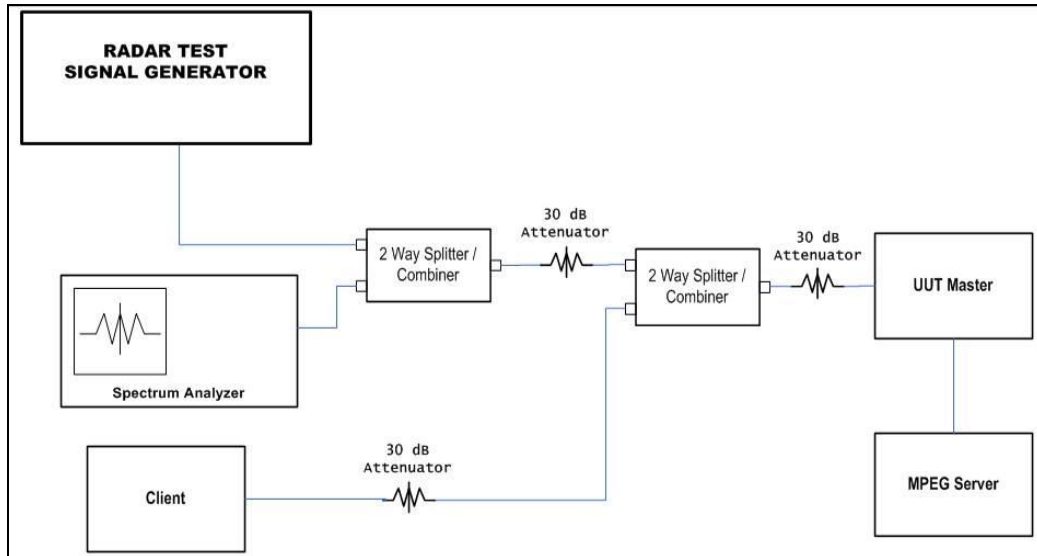 RADAR TEST
SIGNAL GENERATOR
30 dB
Attenuator
2 Way Splitter /
Combiner
30 dB
Attenuator
2 Way Splitter /
Combiner
UUT Master
Spectrum Analyzer
30 dB
Attenuator
Client
MPEG Server